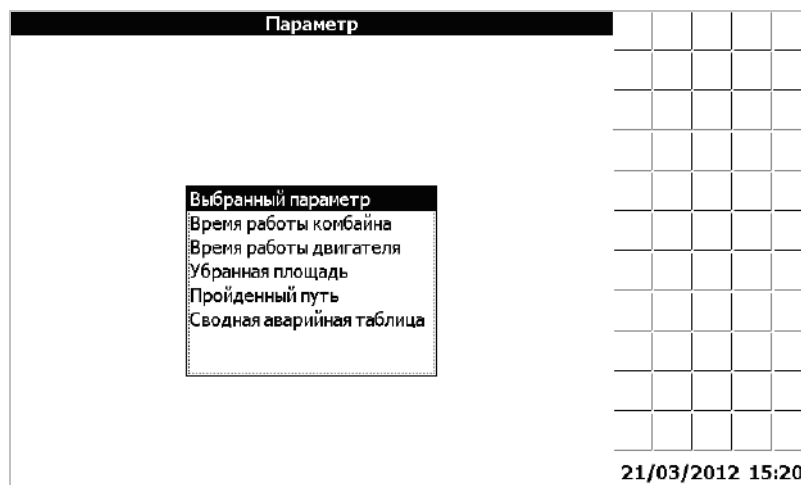 Параметр
Выбранный параметр
Время работы комбайна
Время работы двигателя
Убранная площадь
Пройденный путь
Сводная аварийная таблица
21/03/2012 15:20